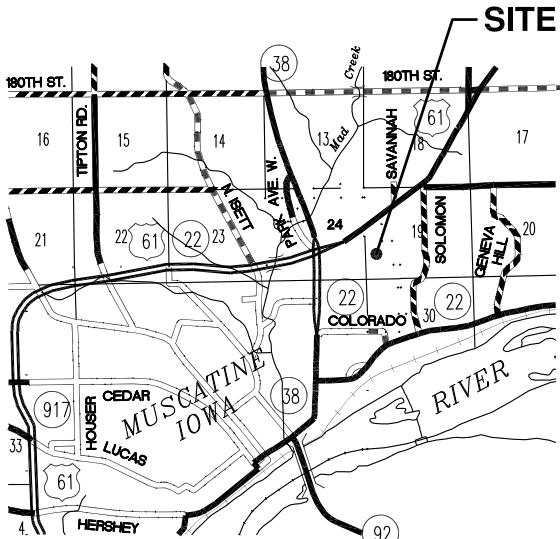 SITE
38
Creek
180TH ST.
180TH ST.
TIPTON RD.
16
15
14
13
Mad
SAVANNAH
18
61
17
N. ISETT
PARK AVE. W.
21
22
61
22
23
24
19
SOLOMON
GENEVA HILL
20
22
30
22
COLORADO
MUSCATINE
IOWA
RIVER
917
HOUSER
CEDAR
LUCAS
38
33
61
4
HERSHEY
92